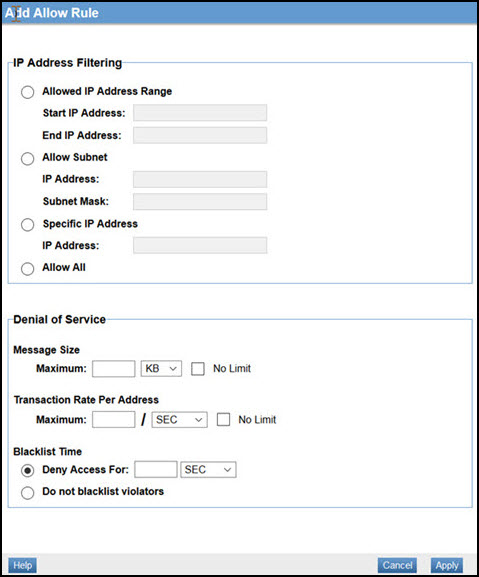 Add Allow Rule
IP Address Filtering
Allowed IP Address Range
Start IP Address:
End IP Address:
Allow Subnet
IP Address:
Subnet Mask:
Specific IP Address
IP Address:
Allow All
Denial of Service
Message Size
Maximum: KB No Limit
Transaction Rate Per Address
Maximum: / SEC No Limit
Blacklist Time
Deny Access For: SEC
Do not blacklist violators
Help Cancel Apply